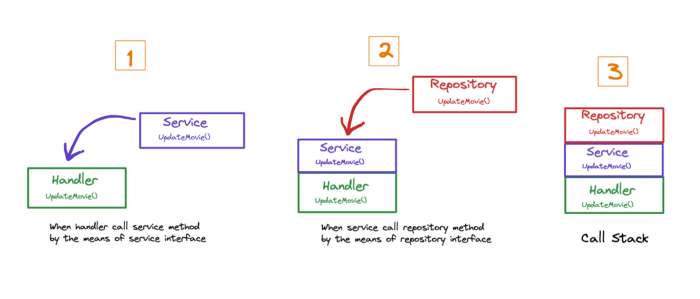 1
Service
UpdateMovie()
Handler
UpdateMovie()
When handler call service method
by the means of service interface
2
Repository
UpdateMovie()
Service
UpdateMovie()
Handler
UpdateMovie()
When service call repository method
by the means of repository interface
3
Repository
UpdateMovie()
Service
UpdateMovie()
Handler
UpdateMovie()
Call Stack